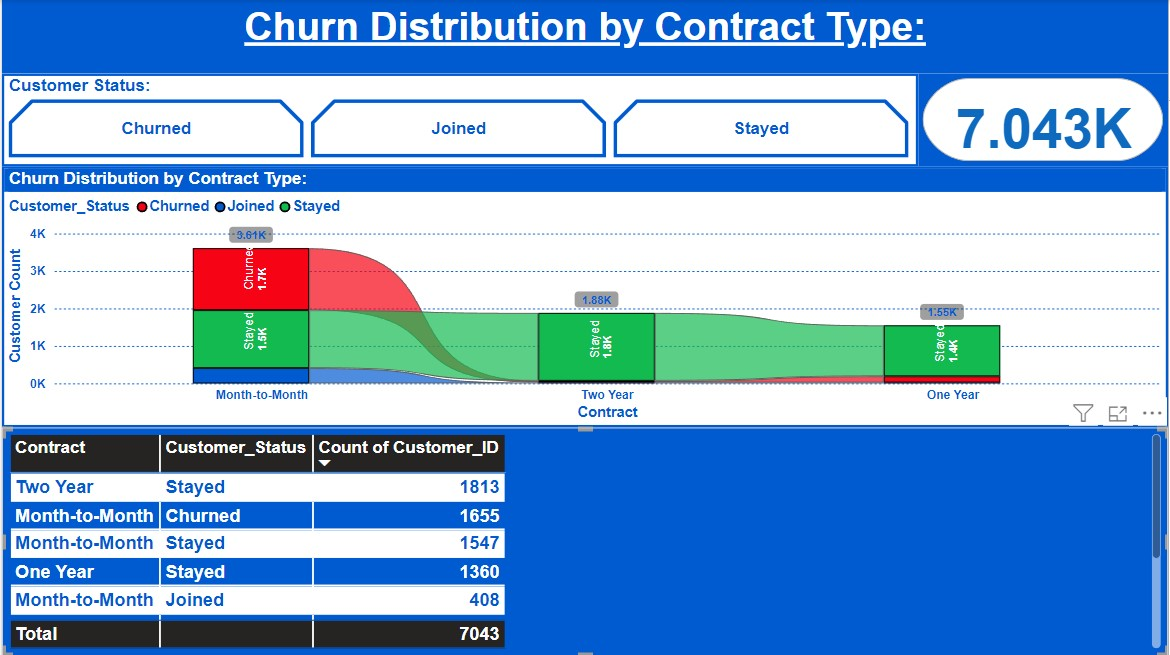 Churn Distribution by Contract Type:
Customer Status:
Churned
Joined
Stayed
7.043K
Churn Distribution by Contract Type:
Customer_Status Churned Joined Stayed
Customer Count
4K
3K
2K
1K
0K
3.61K
Churned
1.7K
Stayed
1.5K
1.88K
Stayed
1.8K
1.55K
Stayed
1.4K
Month-to-Month
Two Year
One Year
Contract
Contract Customer_Status Count of Customer_ID
Two Year Stayed 1813
Month-to-Month Churned 1655
Month-to-Month Stayed 1547
One Year Stayed 1360
Month-to-Month Joined 408
Total 7043